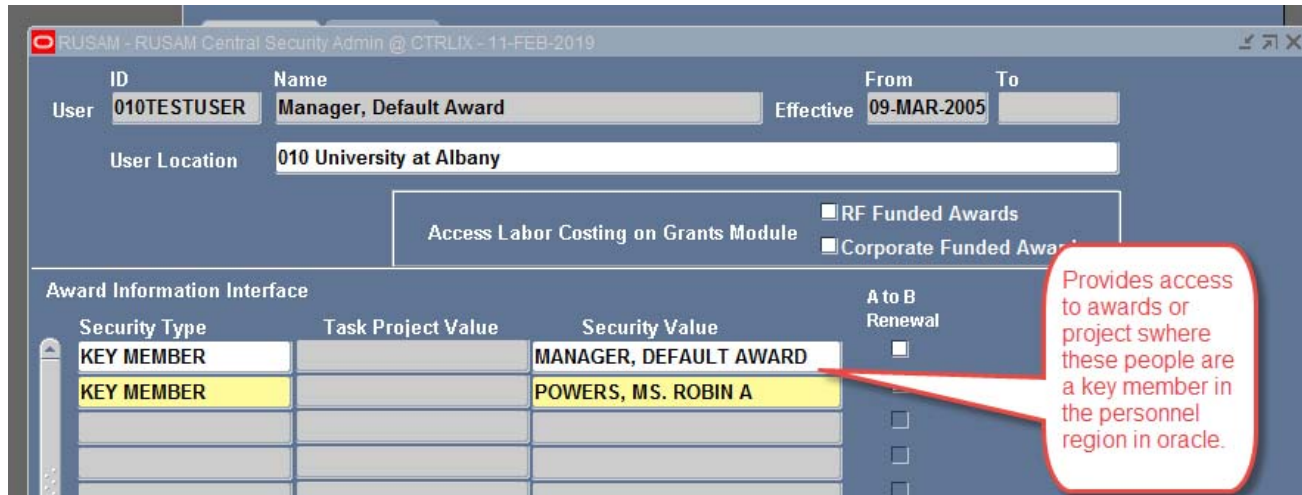 RUSAM - RUSAM Central Security Admin @ CTRLIX - 11-FEB-2019
ID Name From To
User 010TESTUSER Manager, Default Award Effective 09-MAR-2005
User Location 010 University at Albany
Access Labor Costing on Grants Module
RF Funded Awards
Corporate Funded
Award Information Interface
A to B
Renewal
Security Type Task Project Value Security Value
KEY MEMBER MANAGER, DEFAULT AWARD
KEY MEMBER POWERS, MS. ROBIN A
Provides access
to awards or
project swhere
these people are
a key member in
the personnel
region in oracle.